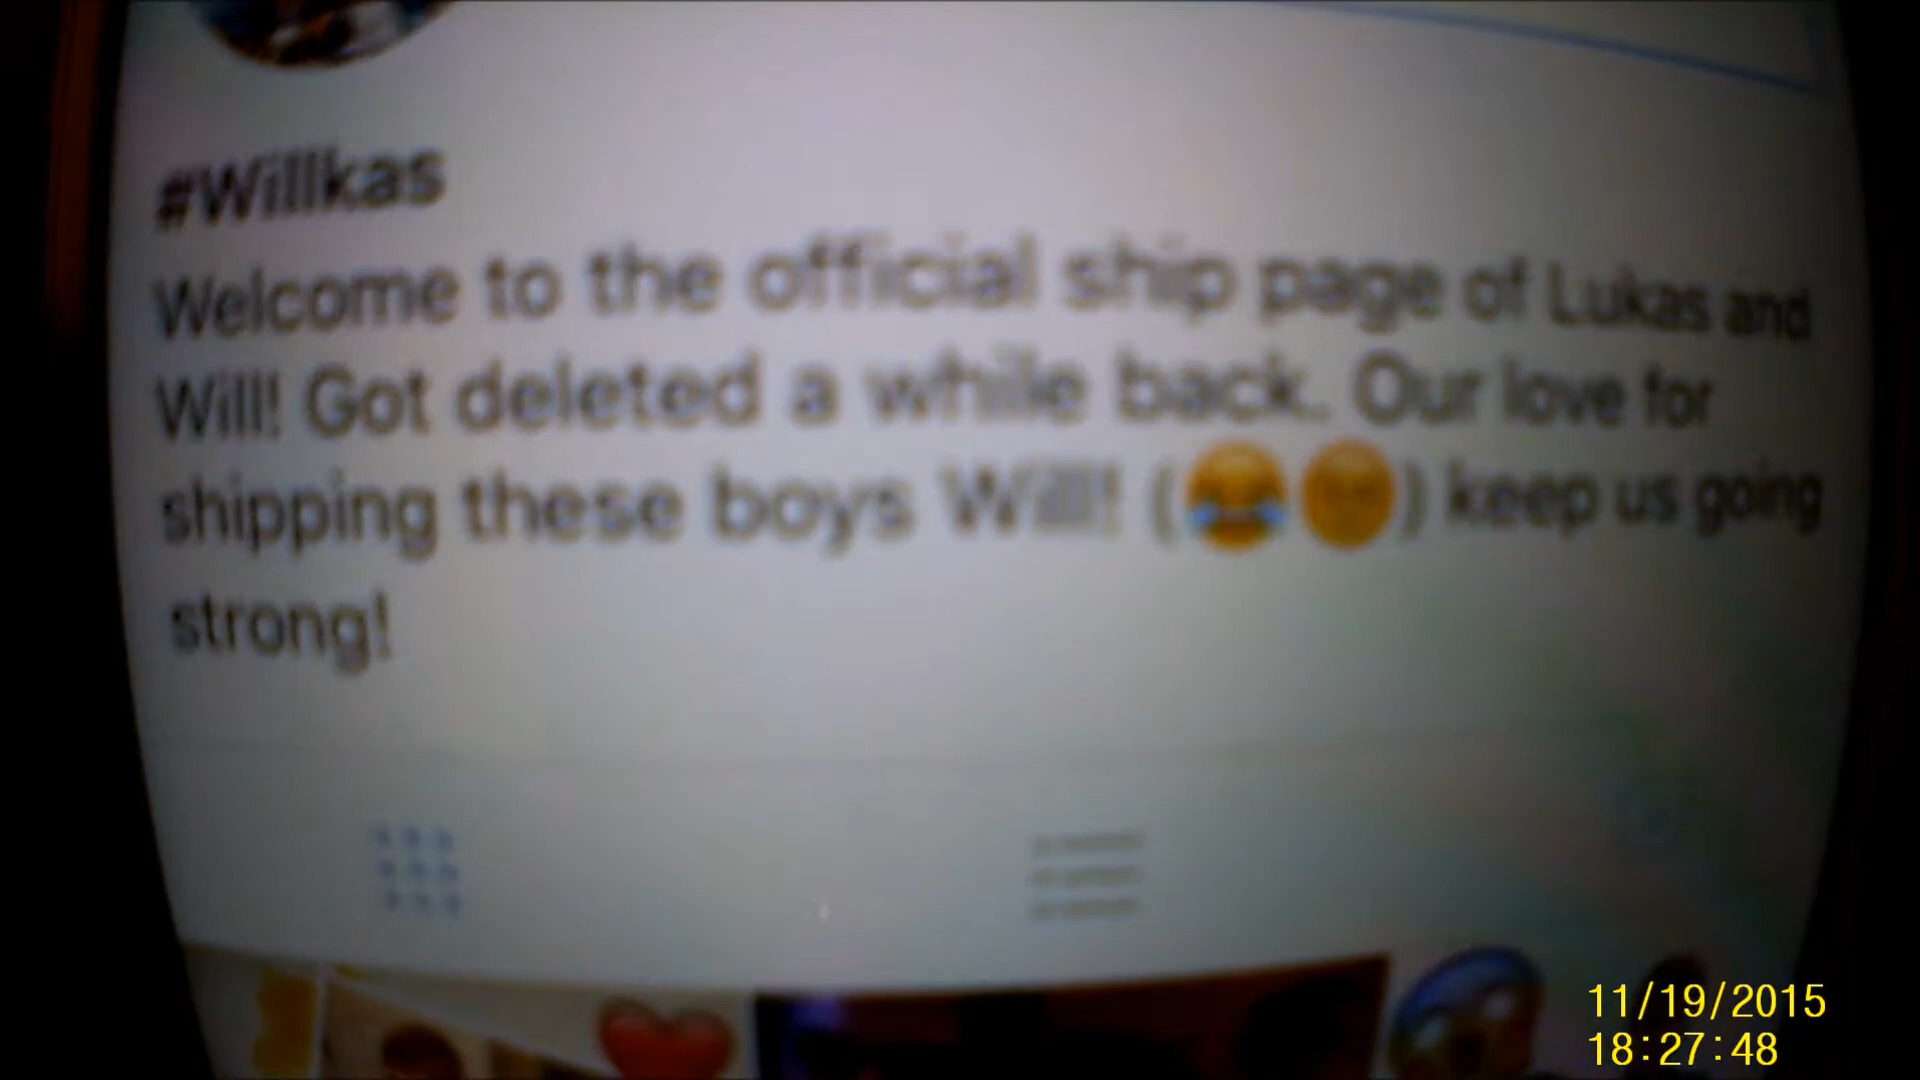 #Willkas
Welcome to the official ship page of Lukas and
Will! Got deleted a while back. Our love for
shipping these boys Will! (😂😊) keep us going
strong!
11/19/2015
18:27:48